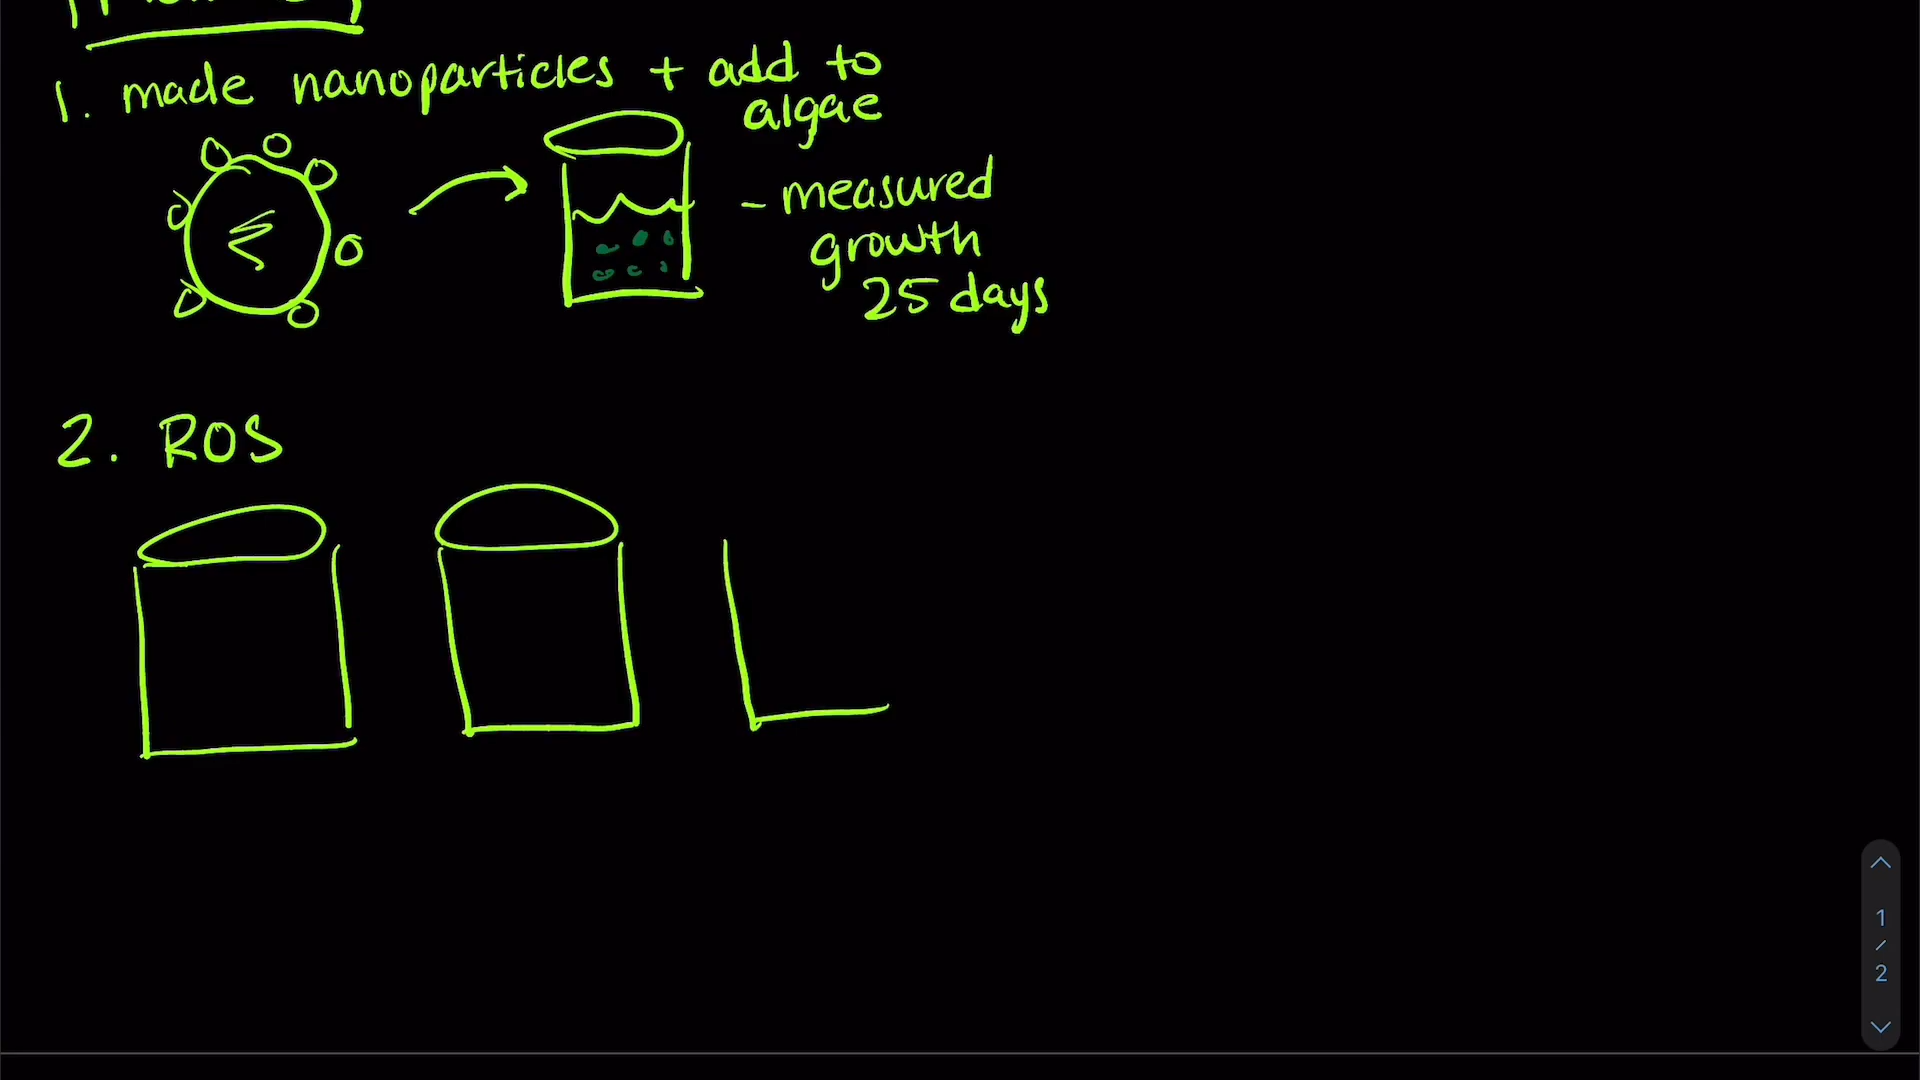 1. made nanoparticles + add to
algae
- measured
growth
25 days
2. ROS
1
/
2